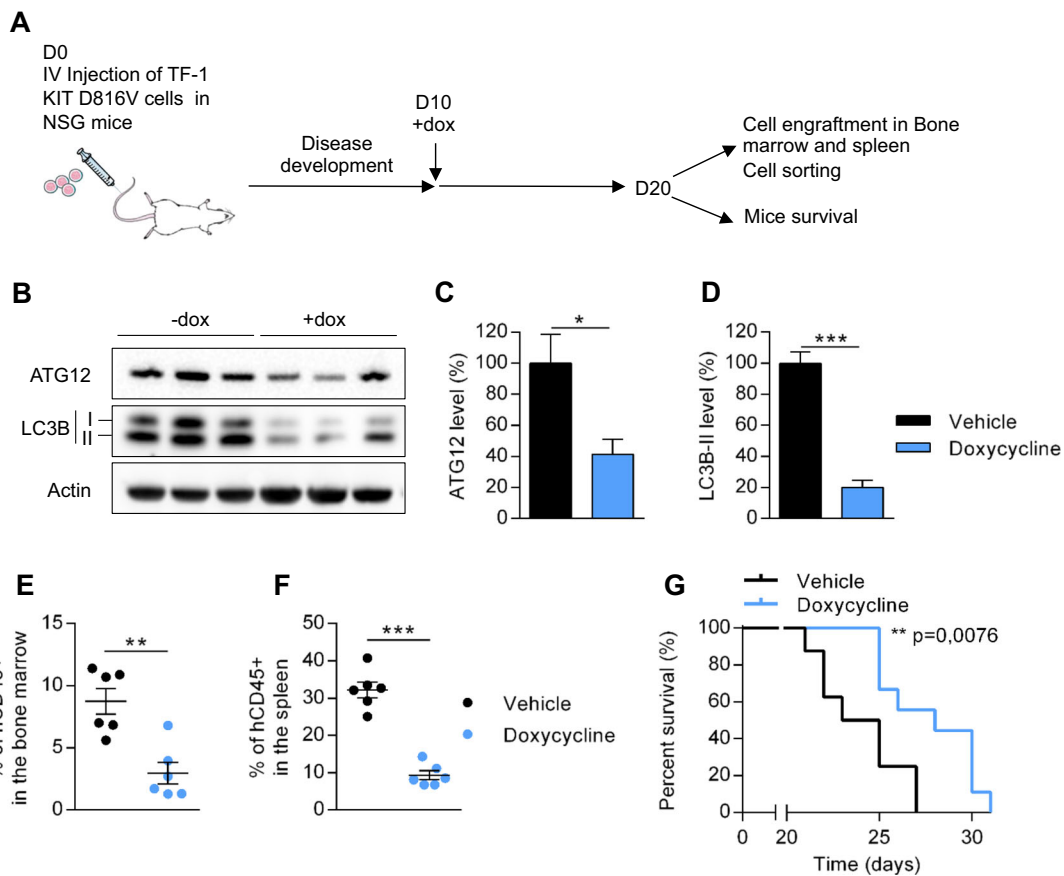 A
D0
IV Injection of TF-1
KIT D816V cells in
NSG mice
Disease
development
D10
+dox
D20
Cell engraftment in Bone
marrow and spleen
Cell sorting
Mice survival
B
-dox
+dox
ATG12
LC3B
I
II
Actin
C
ATG12 level (%)
120
100
80
60
40
20
0
*
D
LC3B-II level (%)
120
100
80
60
40
20
0
***
Vehicle
Doxycycline
E
in the bone marrow
15
10
5
0
**
F
% of hCD45+
in the spleen
50
40
30
20
10
0
***
Vehicle
Doxycycline
G
Vehicle
Doxycycline
** p=0,0076
Percent survival (%)
100
80
60
40
20
0
0
20
25
30
Time (days)